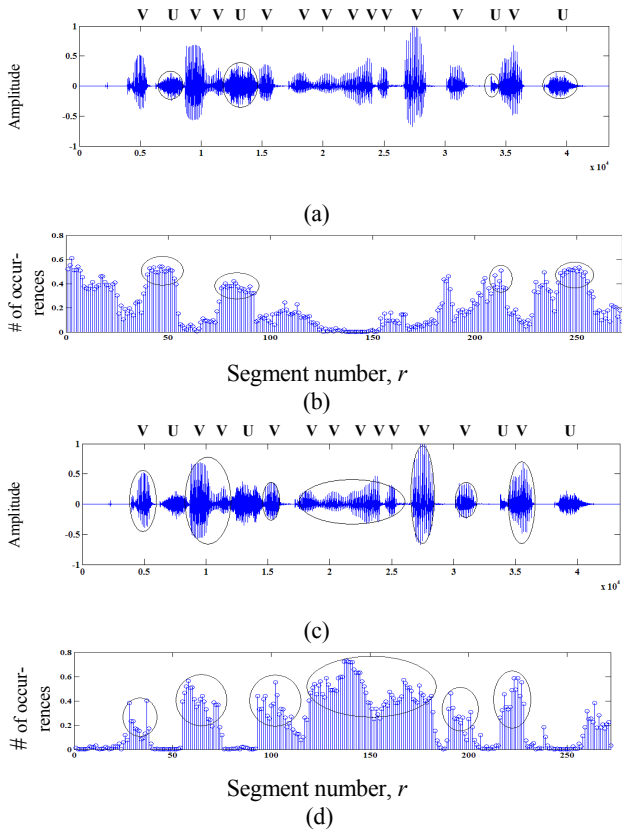 V U V V U V V V V V V V V U V U
Amplitude
1
0.5
0
-0.5
-1
0 0.5 1 1.5 2 2.5 3 3.5 4
x 10⁴
(a)
# of occur-
rences
0.8
0.6
0.4
0.2
0
0 50 100 150 200 250
Segment number, r
(b)
V U V V U V V V V V V V V U V U
Amplitude
1
0.5
0
-0.5
-1
0 0.5 1 1.5 2 2.5 3 3.5 4
x 10⁴
(c)
# of occur-
rences
0.8
0.6
0.4
0.2
0
0 50 100 150 200 250
Segment number, r
(d)